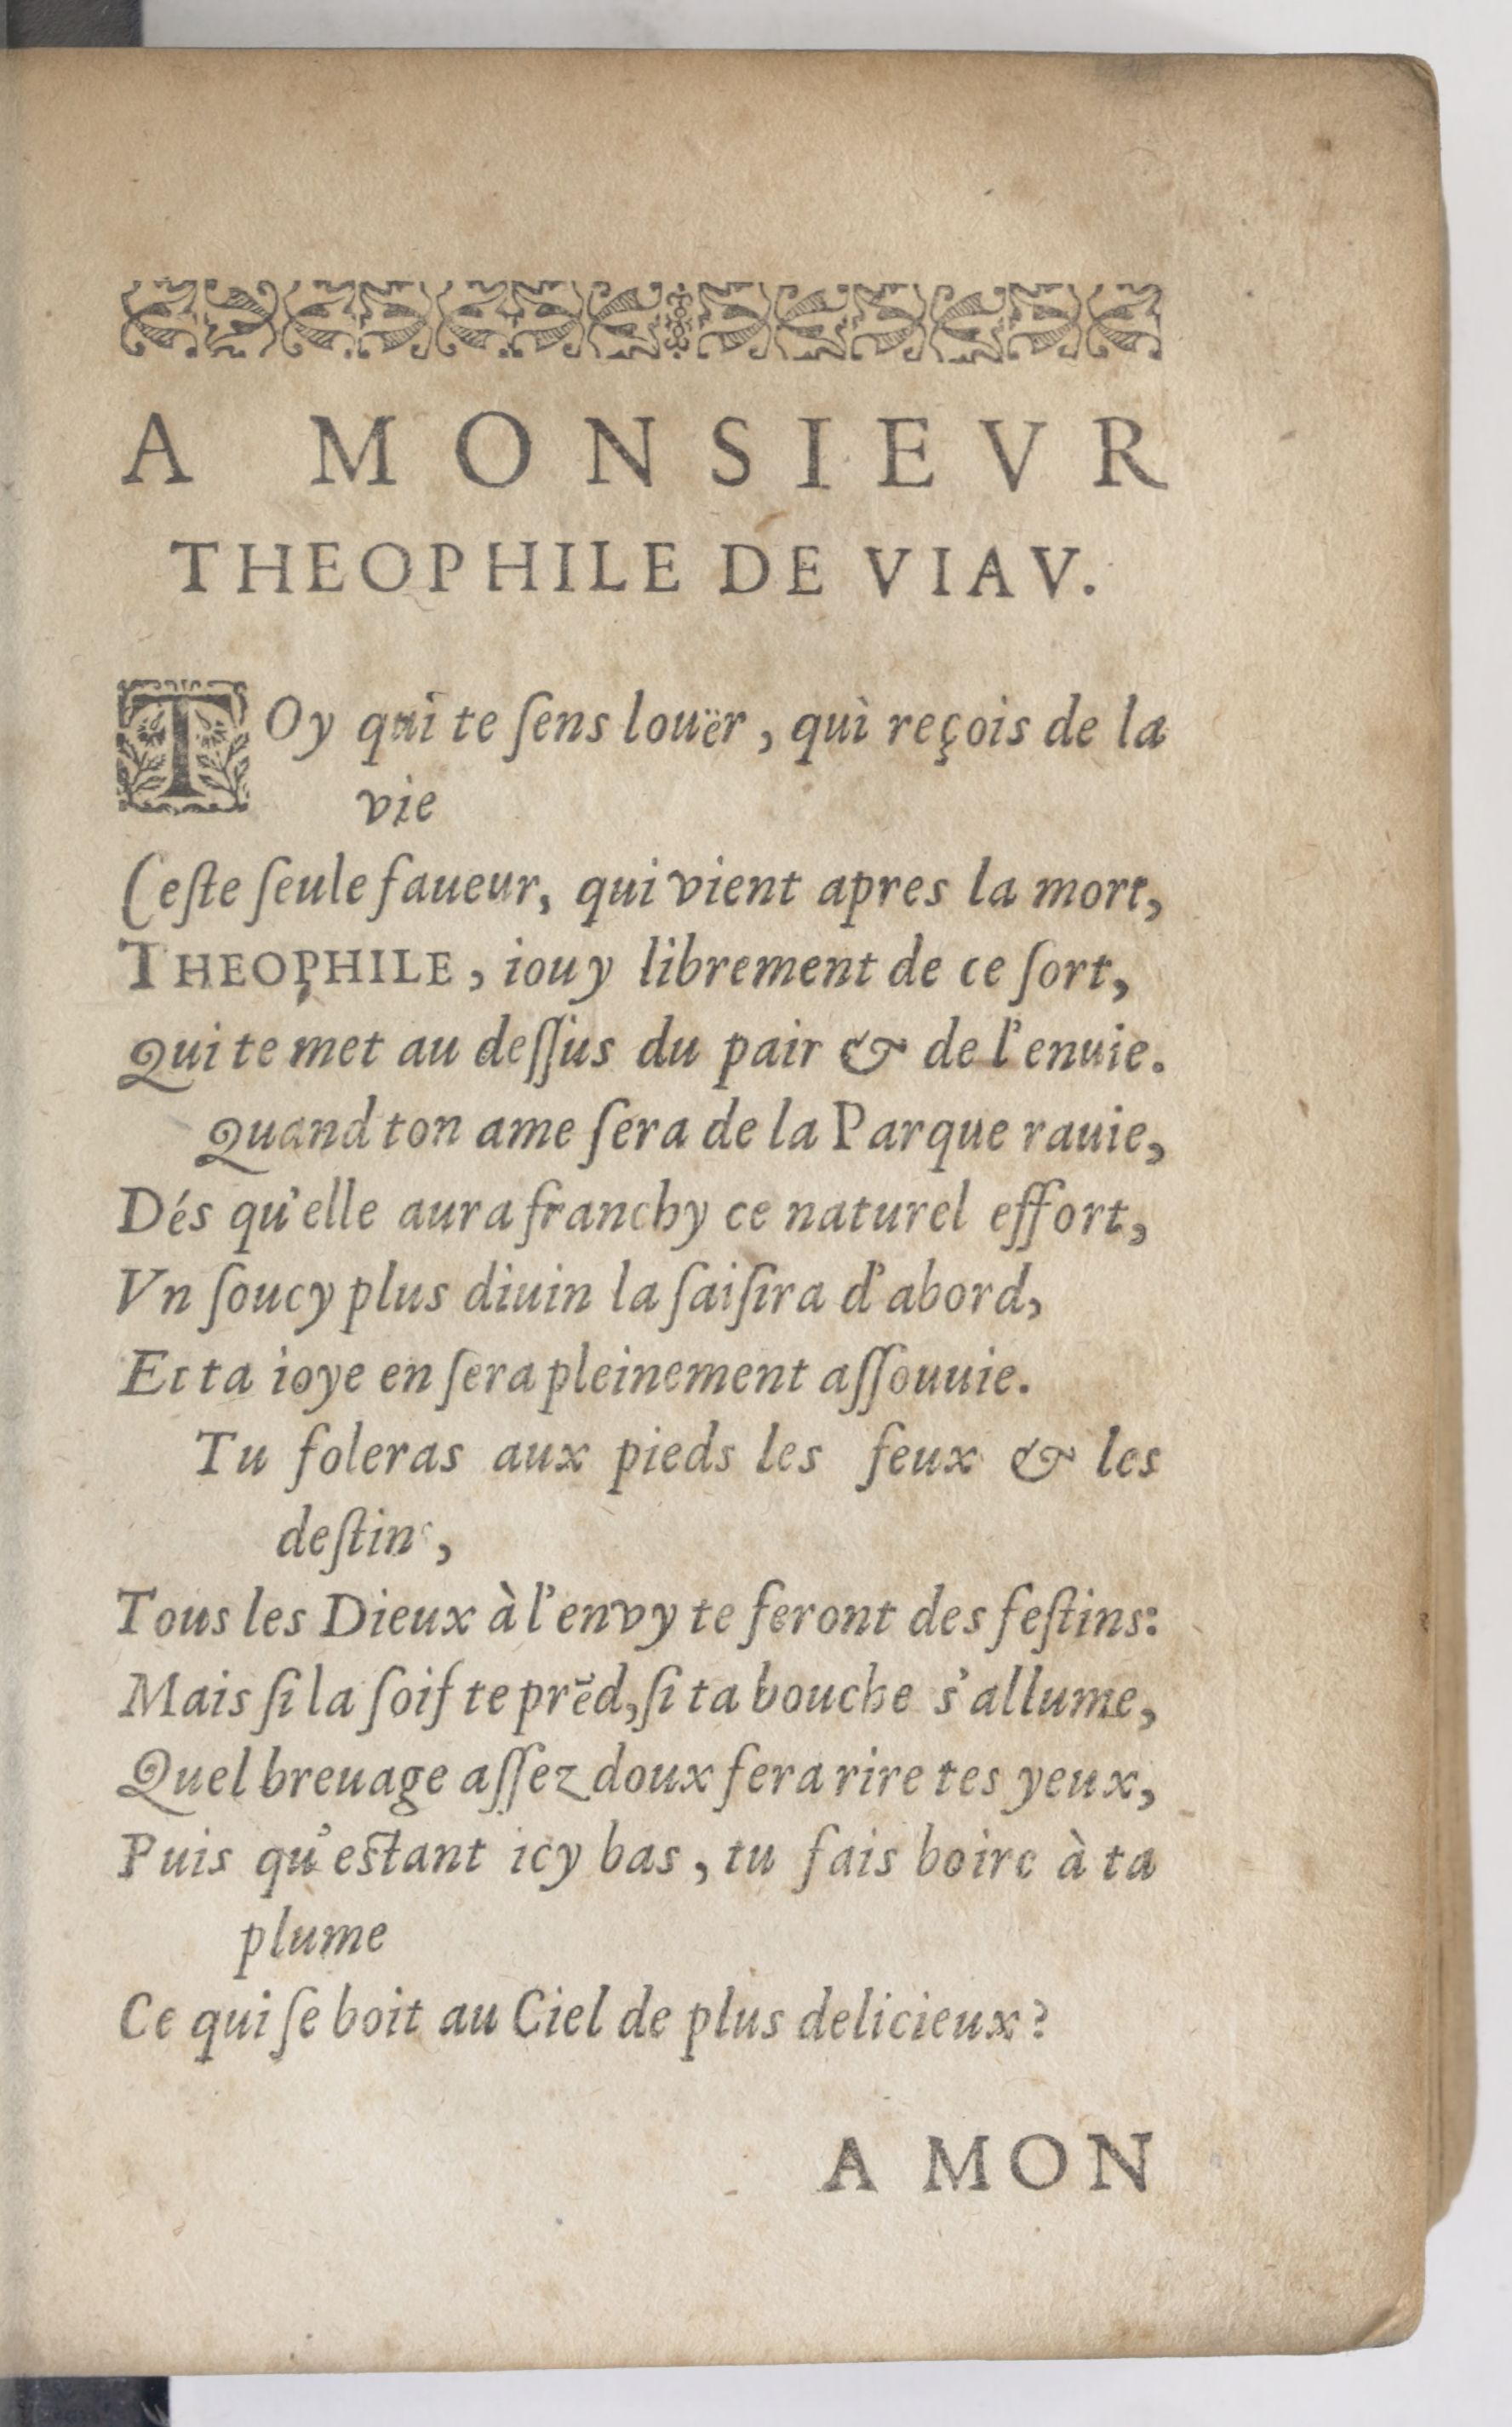 A MONSIEVR
THEOPHILE DE VIAV.
TOy qui te ſens louër, qui reçois de la
vie
Ceſte ſeule faueur, qui vient apres la mort,
THEOPHILE, iouy librement de ce ſort,
Qui te met au deſſus du pair & de l'enuie.
Quand ton ame ſera de la Parque rauie,
Dés qu'elle aura franchy ce naturel effort,
Vn ſoucy plus diuin la ſaiſira d'abord,
Et ta ioye en ſera pleinement aſſouuie.
Tu foleras aux pieds les feux & les
deſtins,
Tous les Dieux à l'envy te feront des feſtins:
Mais ſi la ſoif te prẽd, ſi ta bouche s'allume,
Quel breuage aſſez doux fera rire tes yeux,
Puis qu'eſtant icy bas, tu fais boire à ta
plume
Ce qui ſe boit au Ciel de plus delicieux?
A MON